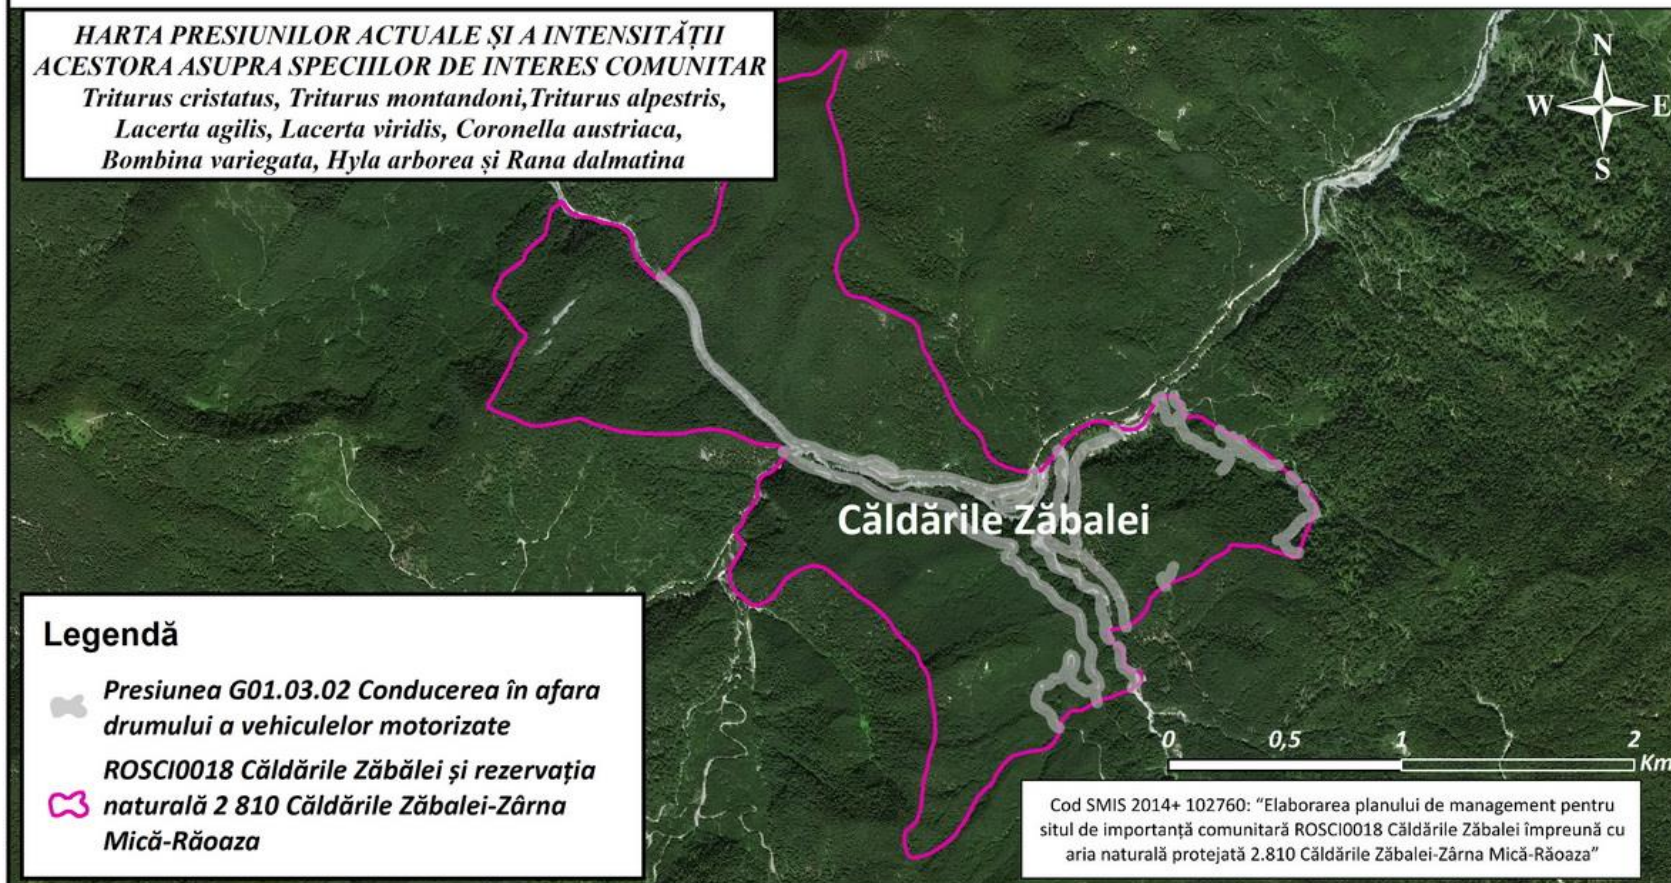 HARTA PRESIUNILOR ACTUALE ȘI A INTENSITĂȚII
ACESTORA ASUPRA SPECIILOR DE INTERES COMUNITAR
Triturus cristatus, Triturus montandoni,Triturus alpestris,
Lacerta agilis, Lacerta viridis, Coronella austriaca,
Bombina variegata, Hyla arborea și Rana dalmatina
N
W E
S
Căldările Zăbalei
Legendă
Presiunea G01.03.02 Conducerea în afara
drumului a vehiculelor motorizate
ROSCI0018 Căldările Zăbălei și rezervația
naturală 2 810 Căldările Zăbalei-Zârna
Mică-Răoaza
0 0,5 1 2
Km
Cod SMIS 2014+ 102760: “Elaborarea planului de management pentru
situl de importanță comunitară ROSCI0018 Căldările Zăbalei împreună cu
aria naturală protejată 2.810 Căldările Zăbalei-Zârna Mică-Răoaza”